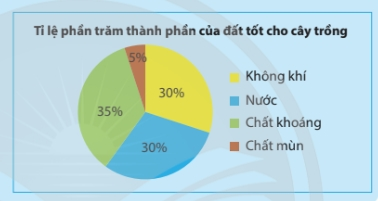 Tỉ lệ phần trăm thành phần của đất tốt cho cây trồng
5%
30%
35%
30%
Không khí
Nước
Chất khoáng
Chất mùn